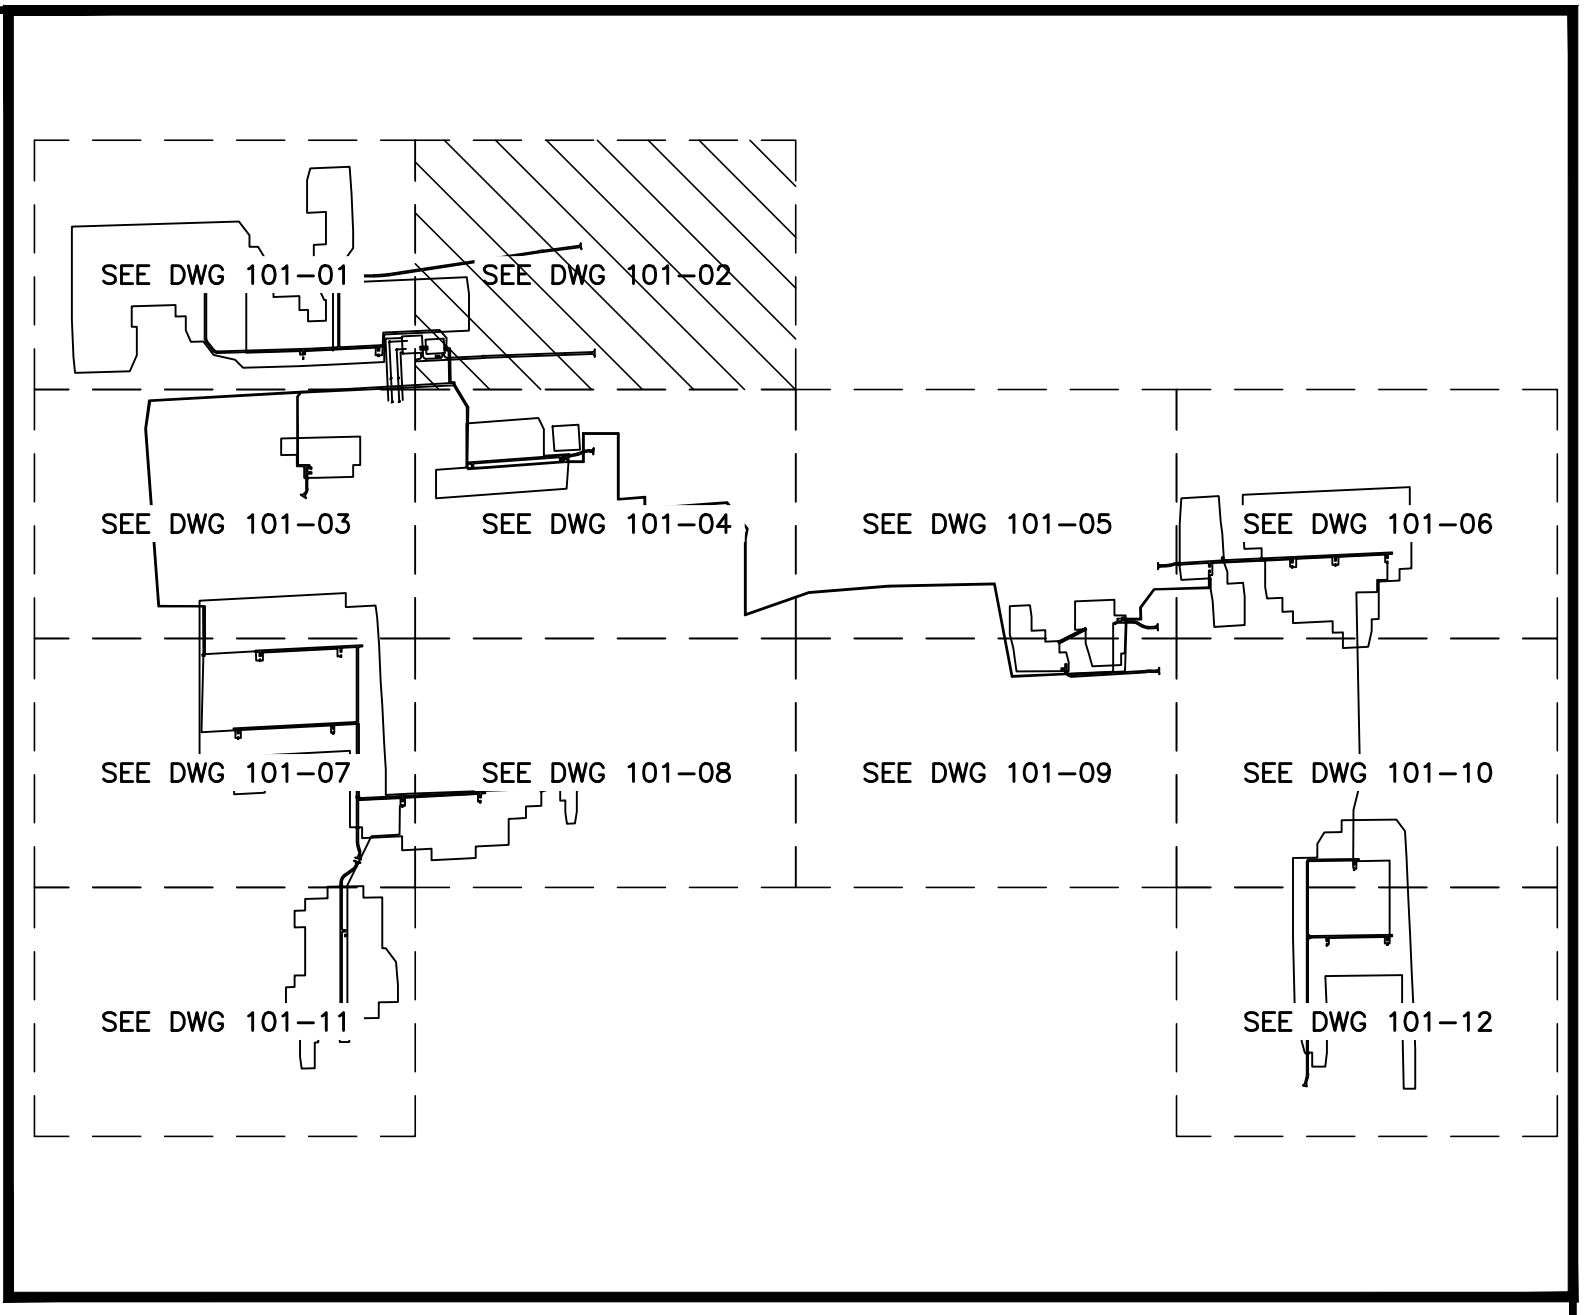 SEE DWG 101-01
SEE DWG 101-02
SEE DWG 101-03
SEE DWG 101-04
SEE DWG 101-05
SEE DWG 101-06
SEE DWG 101-07
SEE DWG 101-08
SEE DWG 101-09
SEE DWG 101-10
SEE DWG 101-11
SEE DWG 101-12